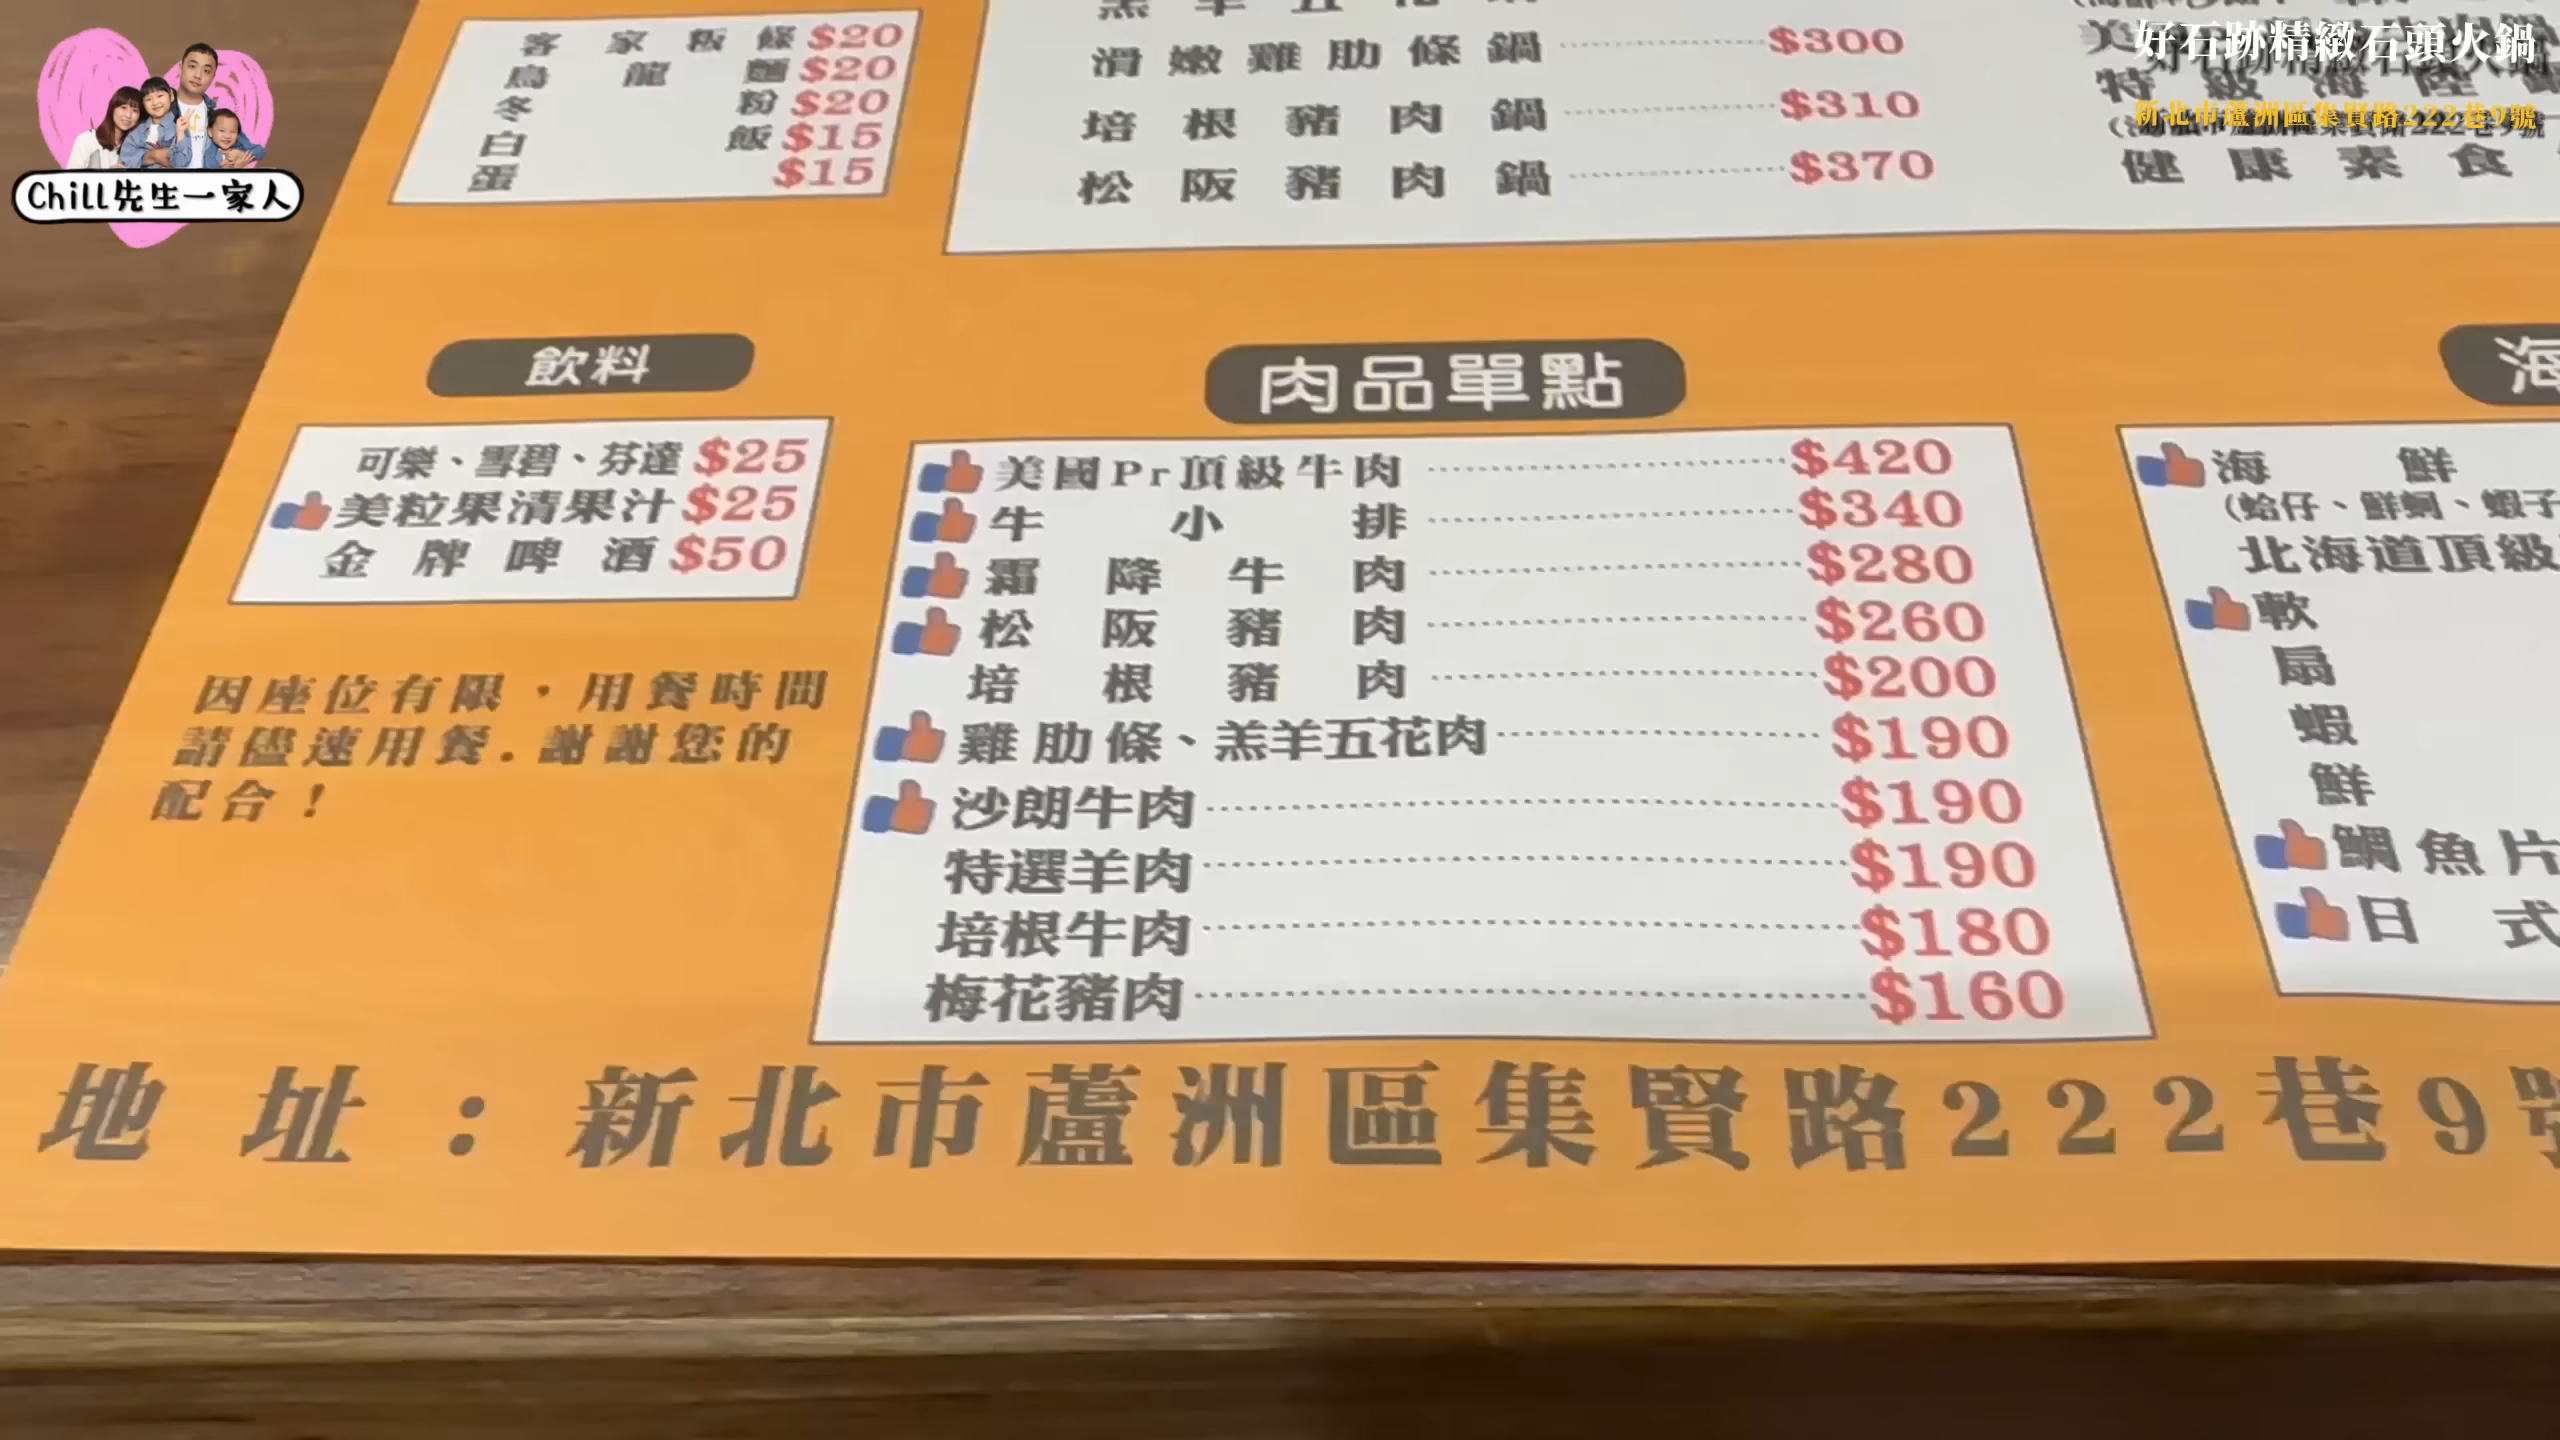 Chill先生一家人
好石跡精緻石頭火鍋
新北市蘆洲區集賢路222巷9號
客家粄條 $20
烏龍麵 $20
冬粉 $20
白飯 $15
蛋 $15
滑嫩雞肋條鍋 $300
培根豬肉鍋 $310
松阪豬肉鍋 $370
特級海陸
健康素食
飲料
可樂、雪碧、芬達 $25
美粒果清果汁 $25
金牌啤酒 $50
因座位有限,用餐時間
請儘速用餐.謝謝您的
配合!
肉品單點
美國Pr頂級牛肉 $420
牛小排 $340
霜降牛肉 $280
松阪豬肉 $260
培根豬肉 $200
雞肋條、羔羊五花肉 $190
沙朗牛肉 $190
特選羊肉 $190
培根牛肉 $180
梅花豬肉 $160
海
海鮮
(蛤仔、鮮蚵、蝦子
北海道頂級
軟
扇
蝦
鮮
鯛魚片
日式
地址:新北市蘆洲區集賢路222巷9號